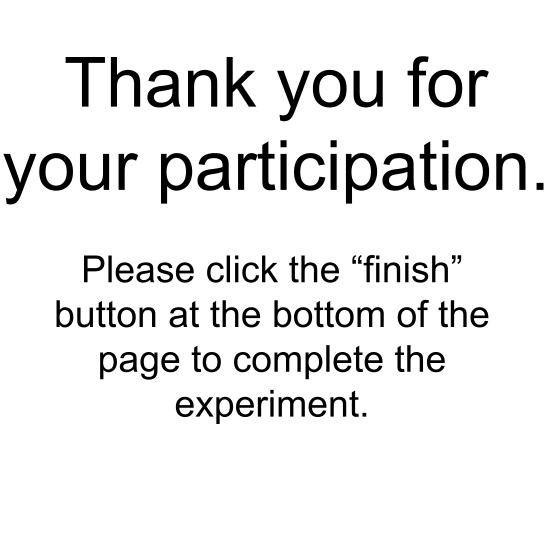 Thank you for
your participation.
Please click the “finish”
button at the bottom of the
page to complete the
experiment.